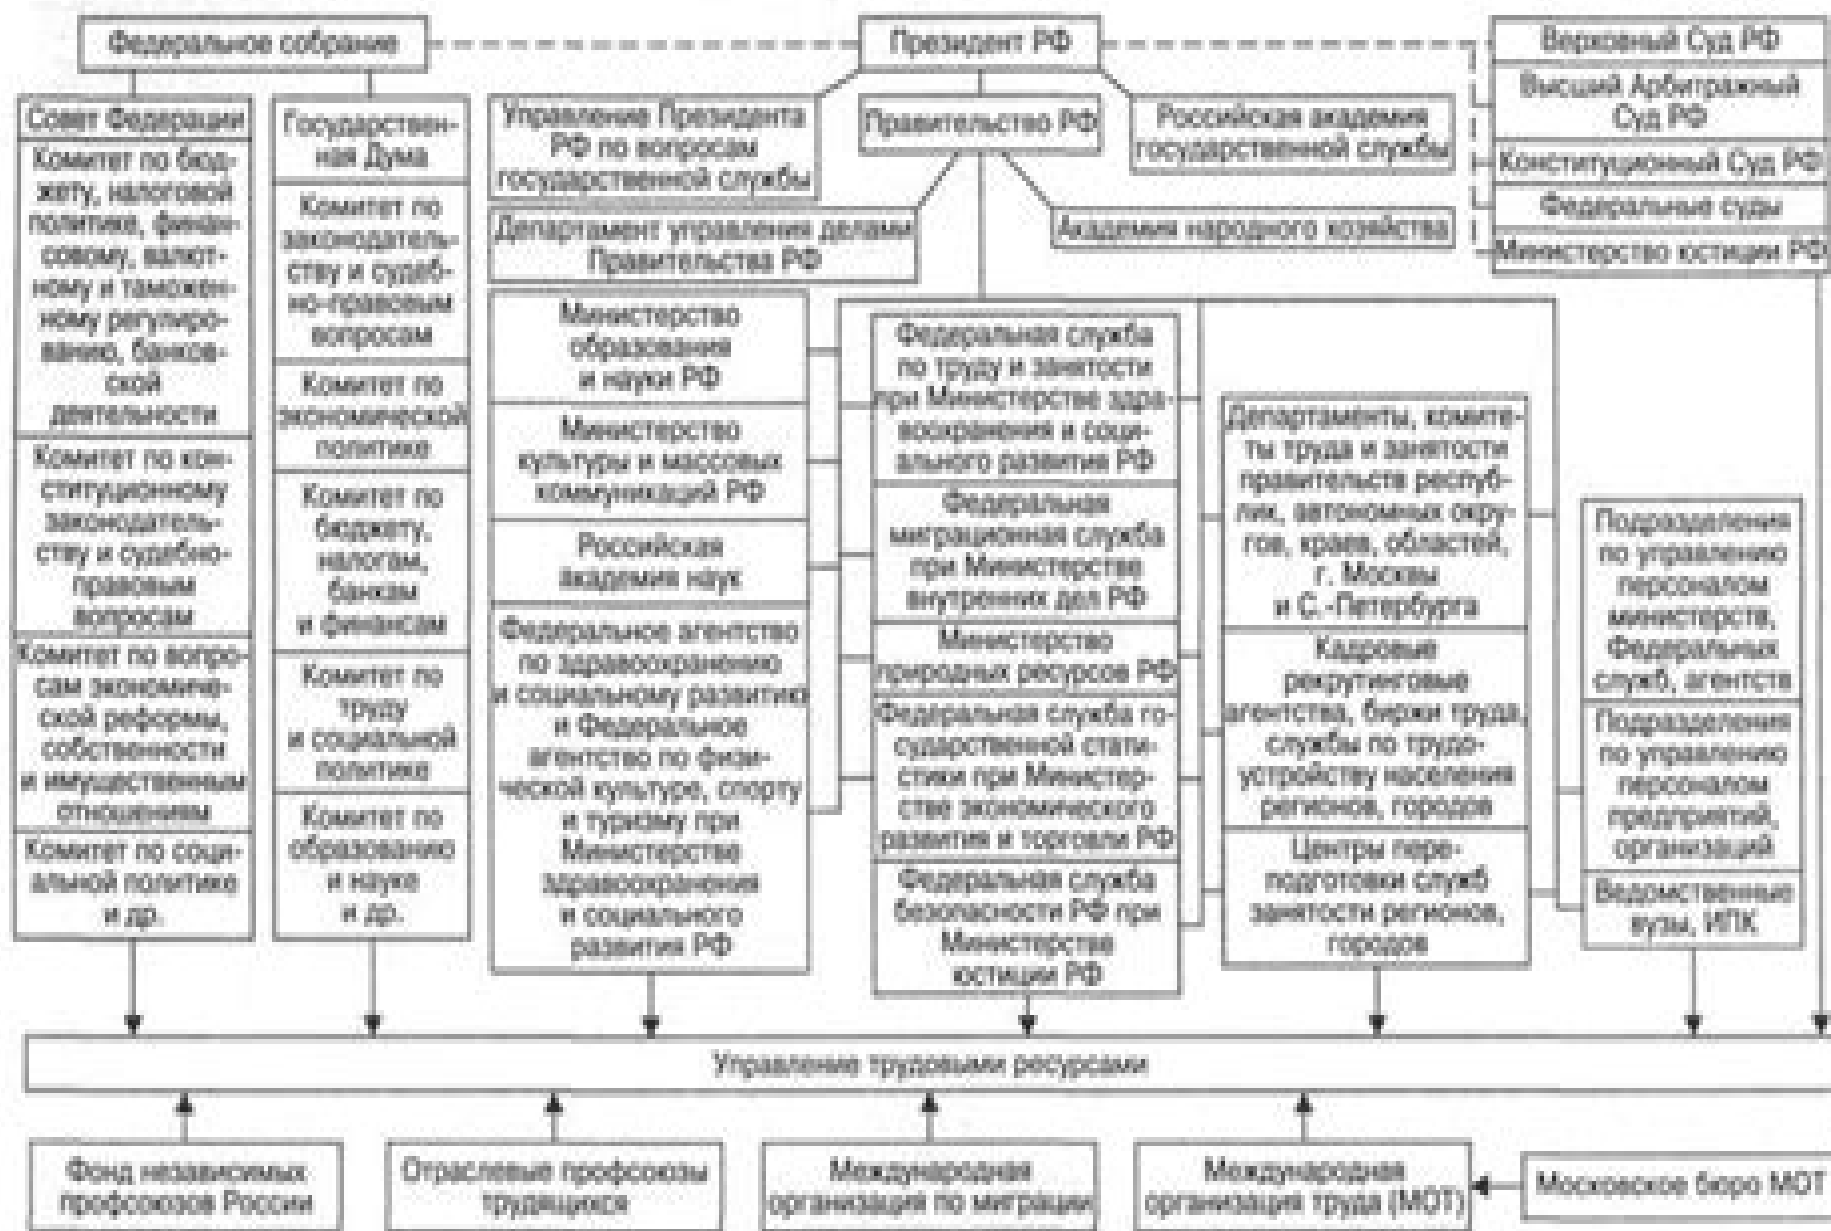 Федеральное собрание
Президент РФ
Верховный Суд РФ
Высший Арбитражный
Суд РФ
Конституционный Суд РФ
Федеральные суды
Министерство юстиции РФ
Совет Федерации
Комитет по бюд-
жету, налоговой
политике, финан-
совому, валют-
ному и таможен-
ному регулиро-
ванию, банков-
ской
деятельности
Комитет по кон-
ституционному
законодатель-
ству и судебно-
правовым
вопросам
Комитет по вопро-
сам экономиче-
ской реформы,
собственности
и имущественным
отношениям
Комитет по соци-
альной политике
и др.
Государствен-
ная Дума
Комитет по
законодатель-
ству и судеб-
но-правовым
вопросам
Комитет по
экономической
политике
Комитет по
бюджету,
налогам,
банкам
и финансам
Комитет по
труду
и социальной
политике
Комитет по
образованию
и науке
и др.
Управление Президента
РФ по вопросам
государственной службы
Правительство РФ
Российская академия
государственной службы
Департамент управления делами
Правительства РФ
Академия народного хозяйства
Министерство
образования
и науки РФ
Министерство
культуры и массовых
коммуникаций РФ
Российская
академия наук
Федеральное агентство
по здравоохранению
и социальному развитию
и Федеральное
агентство по физи-
ческой культуре, спорту
и туризму при
Министерстве
здравоохранения
и социального
развития РФ
Федеральная служба
по труду и занятости
при Министерстве здра-
воохранения и соци-
ального развития РФ
Федеральная
миграционная служба
при Министерстве
внутренних дел РФ
Министерство
природных ресурсов РФ
Федеральная служба го-
сударственной стати-
стики при Министер-
стве экономического
развития и торговли РФ
Федеральная служба
безопасности РФ при
Министерстве
юстиции РФ
Департаменты, комите-
ты труда и занятости
правительств респуб-
лик, автономных окру-
гов, краев, областей,
г. Москвы
и С.-Петербурга
Кадровые
рекрутинговые
агентства, биржи труда,
службы по трудо-
устройству населения
регионов, городов
Центры пере-
подготовки служб
занятости регионов,
городов
Подразделения
по управлению
персоналом
министерств,
Федеральных
служб, агентств
Подразделения
по управлению
персоналом
предприятий,
организаций
Ведомственные
вузы, ИПК
Управление трудовыми ресурсами
Фонд независимых
профсоюзов России
Отраслевые профсоюзы
трудящихся
Международная
организация по миграции
Международная
организация труда (МОТ)
Московское бюро МОТ